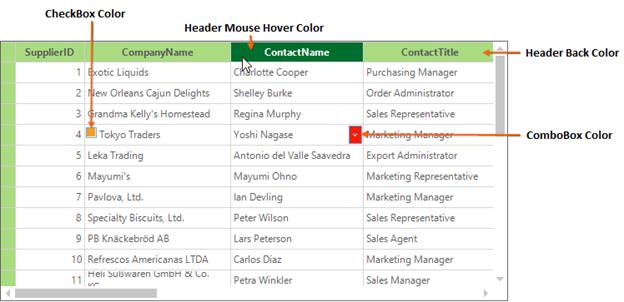 CheckBox Color
Header Mouse Hover Color
SupplierID CompanyName ContactName ContactTitle
Header Back Color
1 Exotic Liquids Charlotte Cooper Purchasing Manager
2 New Orleans Cajun Delights Shelley Burke Order Administrator
3 Grandma Kelly's Homestead Regina Murphy Sales Representative
4 Tokyo Traders Yoshi Nagase Marketing Manager
ComboBox Color
5 Leka Trading Antonio del Valle Saavedra Export Administrator
6 Mayumi's Mayumi Ohno Marketing Representative
7 Pavlova, Ltd. Ian Devling Marketing Manager
8 Specialty Biscuits, Ltd. Peter Wilson Sales Representative
9 PB Knäckebröd AB Lars Peterson Sales Agent
10 Refrescos Americanas LTDA Carlos Diaz Marketing Manager
11 Heli Süßwaren GmbH & Co. Petra Winkler Sales Manager
KG